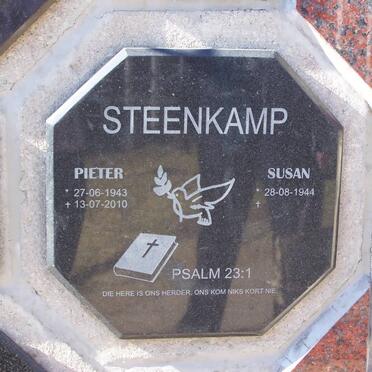 STEENKAMP
PIETER SUSAN
* 27-06-1943 * 28-08-1944
† 13-07-2010 †
PSALM 23:1
DIE HERE IS ONS HERDER, ONS KOM NIKS KORT NIE.